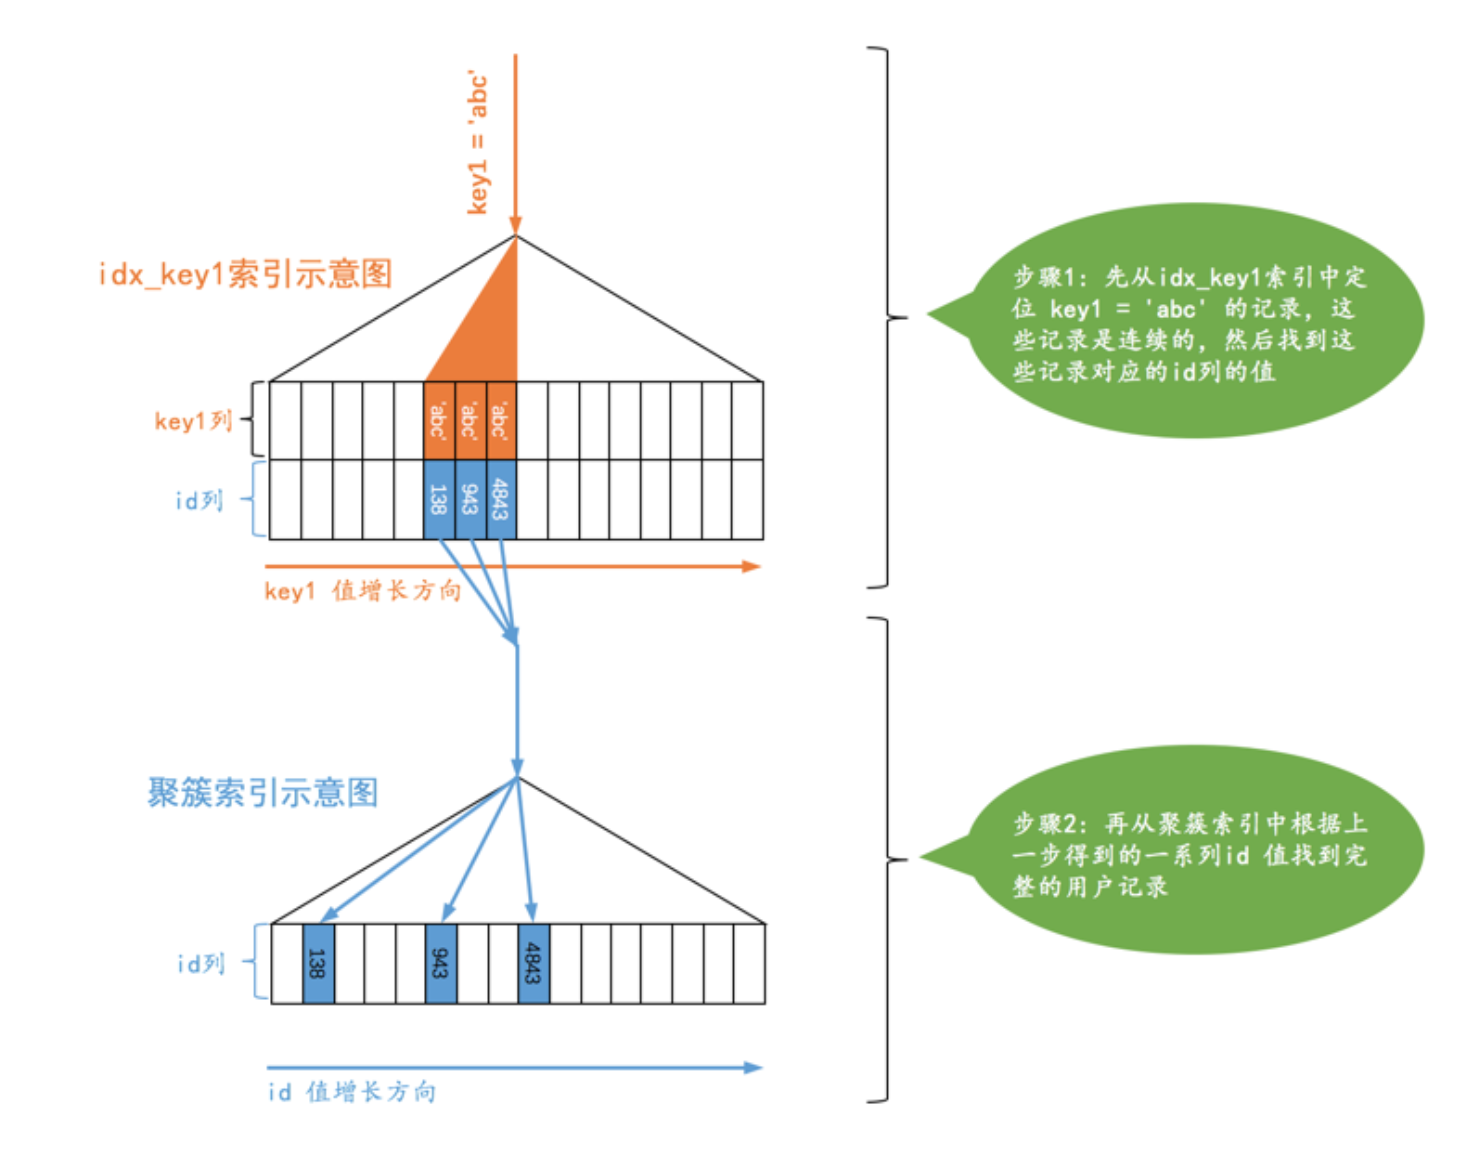 key1 = 'abc'
idx_key1索引示意图
步骤1：先从idx_key1索引中定
位 key1 = 'abc' 的记录，这
些记录是连续的，然后找到这
些记录对应的id列的值
key1列
'abc'
'abc'
'abc'
id列
138
943
4843
key1 值增长方向
聚簇索引示意图
步骤2：再从聚簇索引中根据上
一步得到的一系列id 值找到完
整的用户记录
id列
138
943
4843
id 值增长方向